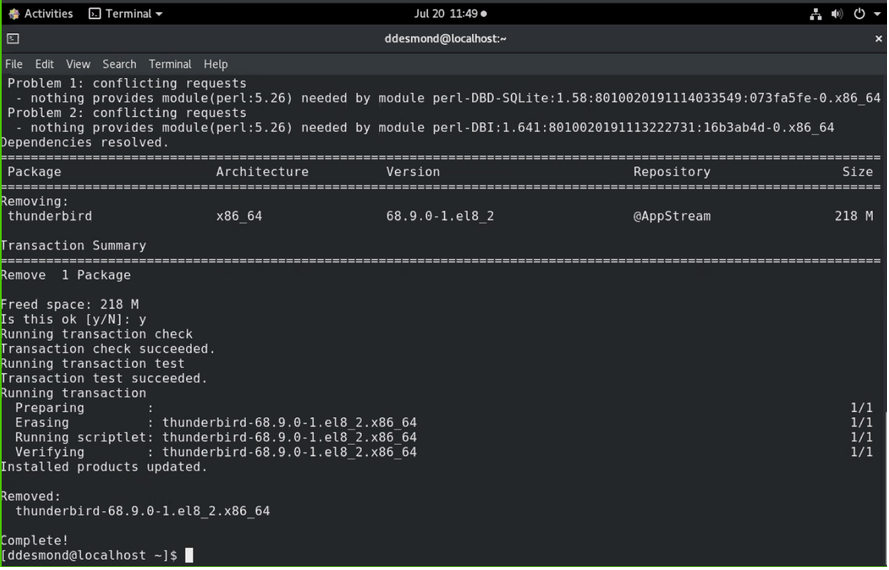 Activities Terminal Jul 20 11:49
ddesmond@localhost:~
File Edit View Search Terminal Help
Problem 1: conflicting requests
- nothing provides module(perl:5.26) needed by module perl-DBD-SQLite:1.58:8010020191114033549:073fa5fe-0.x86_64
Problem 2: conflicting requests
- nothing provides module(perl:5.26) needed by module perl-DBI:1.641:8010020191113222731:16b3ab4d-0.x86_64
Dependencies resolved.
================================================================================
Package Architecture Version Repository Size
================================================================================
Removing:
thunderbird x86_64 68.9.0-1.el8_2 @AppStream 218 M
Transaction Summary
================================================================================
Remove 1 Package
Freed space: 218 M
Is this ok [y/N]: y
Running transaction check
Transaction check succeeded.
Running transaction test
Transaction test succeeded.
Running transaction
Preparing : 1/1
Erasing : thunderbird-68.9.0-1.el8_2.x86_64 1/1
Running scriptlet: thunderbird-68.9.0-1.el8_2.x86_64 1/1
Verifying : thunderbird-68.9.0-1.el8_2.x86_64 1/1
Installed products updated.
Removed:
thunderbird-68.9.0-1.el8_2.x86_64
Complete!
[ddesmond@localhost ~]$